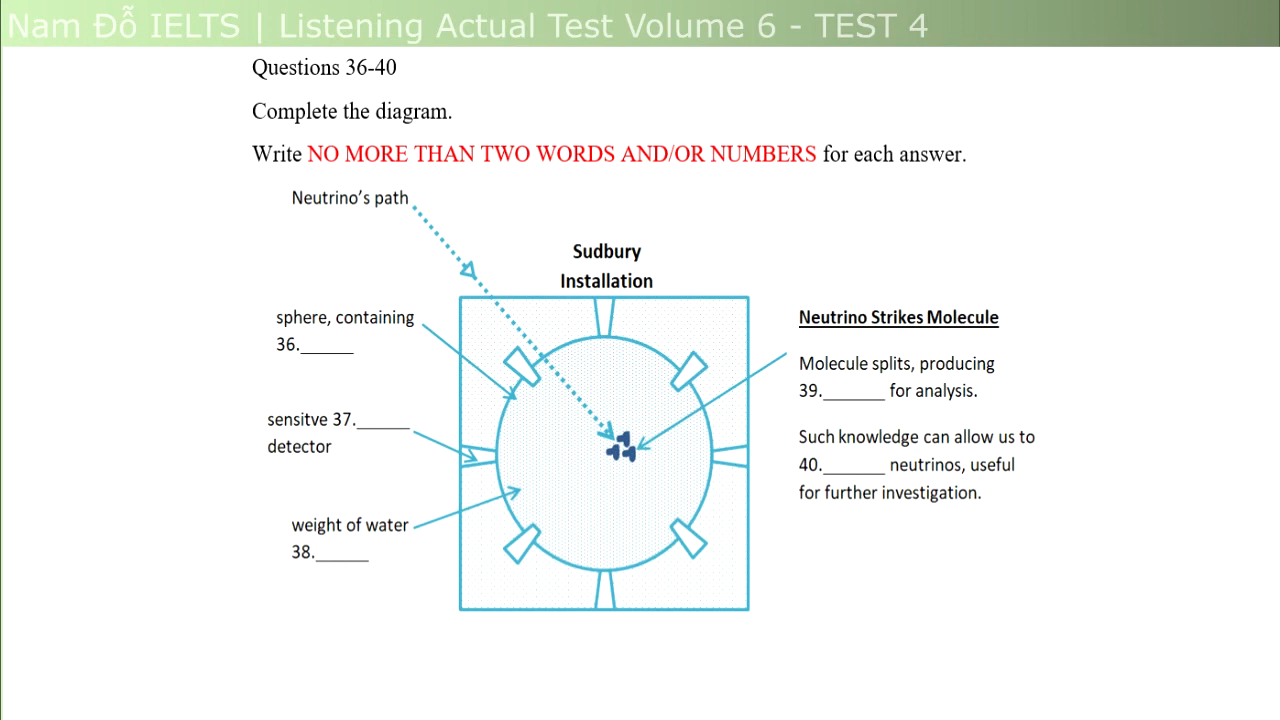 Nam Đỗ IELTS | Listening Actual Test Volume 6 - TEST 4
Questions 36-40
Complete the diagram.
Write NO MORE THAN TWO WORDS AND/OR NUMBERS for each answer.
Neutrino's path
Sudbury
Installation
sphere, containing
36.______
sensitve 37.______
detector
weight of water
38.______
Neutrino Strikes Molecule
Molecule splits, producing
39._______ for analysis.
Such knowledge can allow us to
40._______ neutrinos, useful
for further investigation.